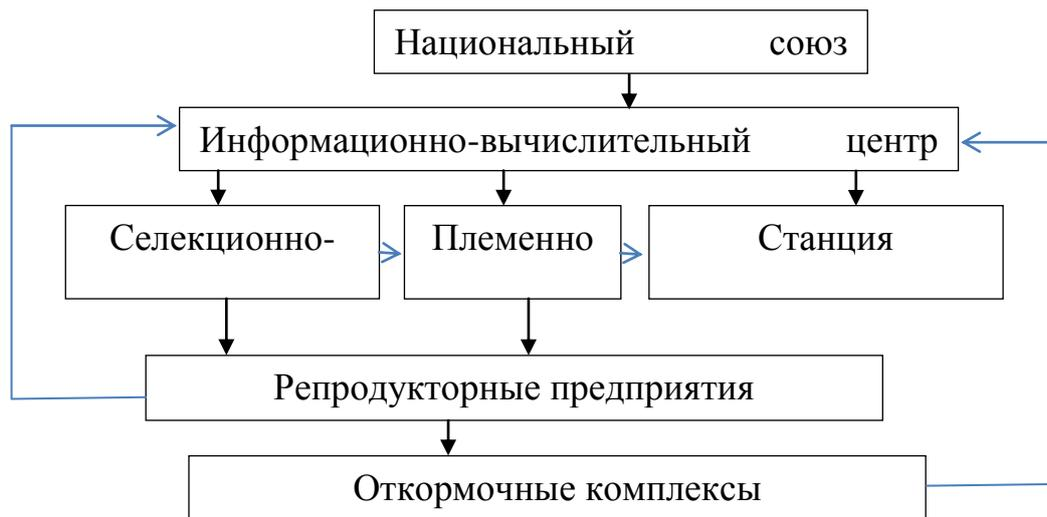 Национальный союз
Информационно-вычислительный центр
Селекционно-
Племенно
Станция
Репродукторные предприятия
Откормочные комплексы